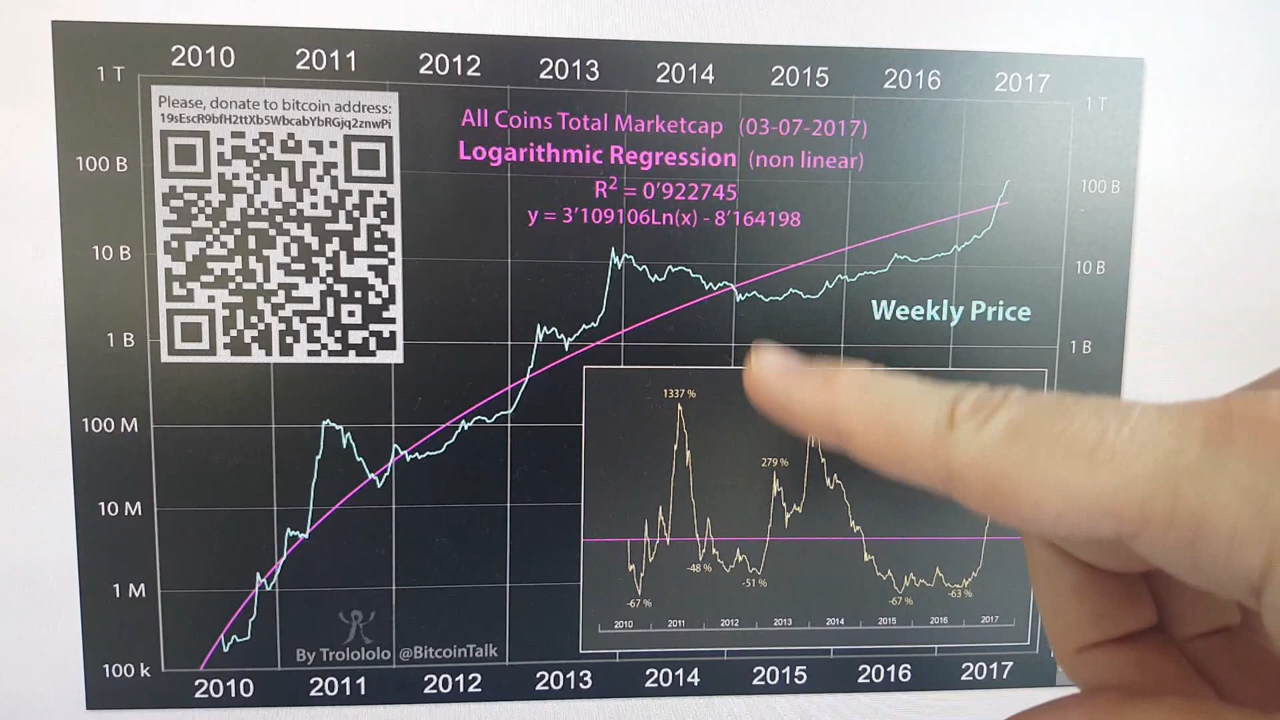 2010 2011 2012 2013 2014 2015 2016 2017
1 T
1 T
Please, donate to bitcoin address:
19sEscR9bfH2ttXb5WbcabYbRGjq2znwPi
All Coins Total Marketcap (03-07-2017)
Logarithmic Regression (non linear)
R² = 0'922745
y = 3'109106Ln(x) - 8'164198
100 B
100 B
10 B
10 B
Weekly Price
1 B
1 B
1337 %
100 M
279 %
10 M
-48 %
-51 %
-67 %
-67 %
-63 %
1 M
2010 2011 2012 2013 2014 2015 2016 2017
By Trolololo @BitcoinTalk
100 k
2010 2011 2012 2013 2014 2015 2016 2017